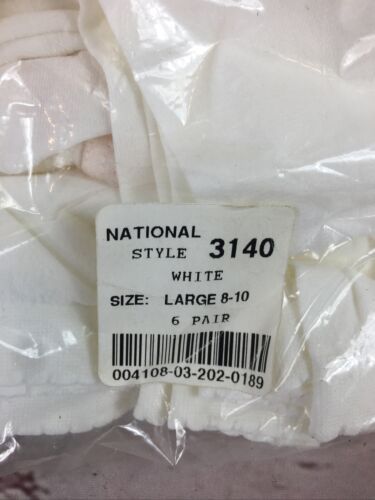 NATIONAL
STYLE 3140
WHITE
SIZE: LARGE 8-10
6 PAIR
004108-03-202-0189